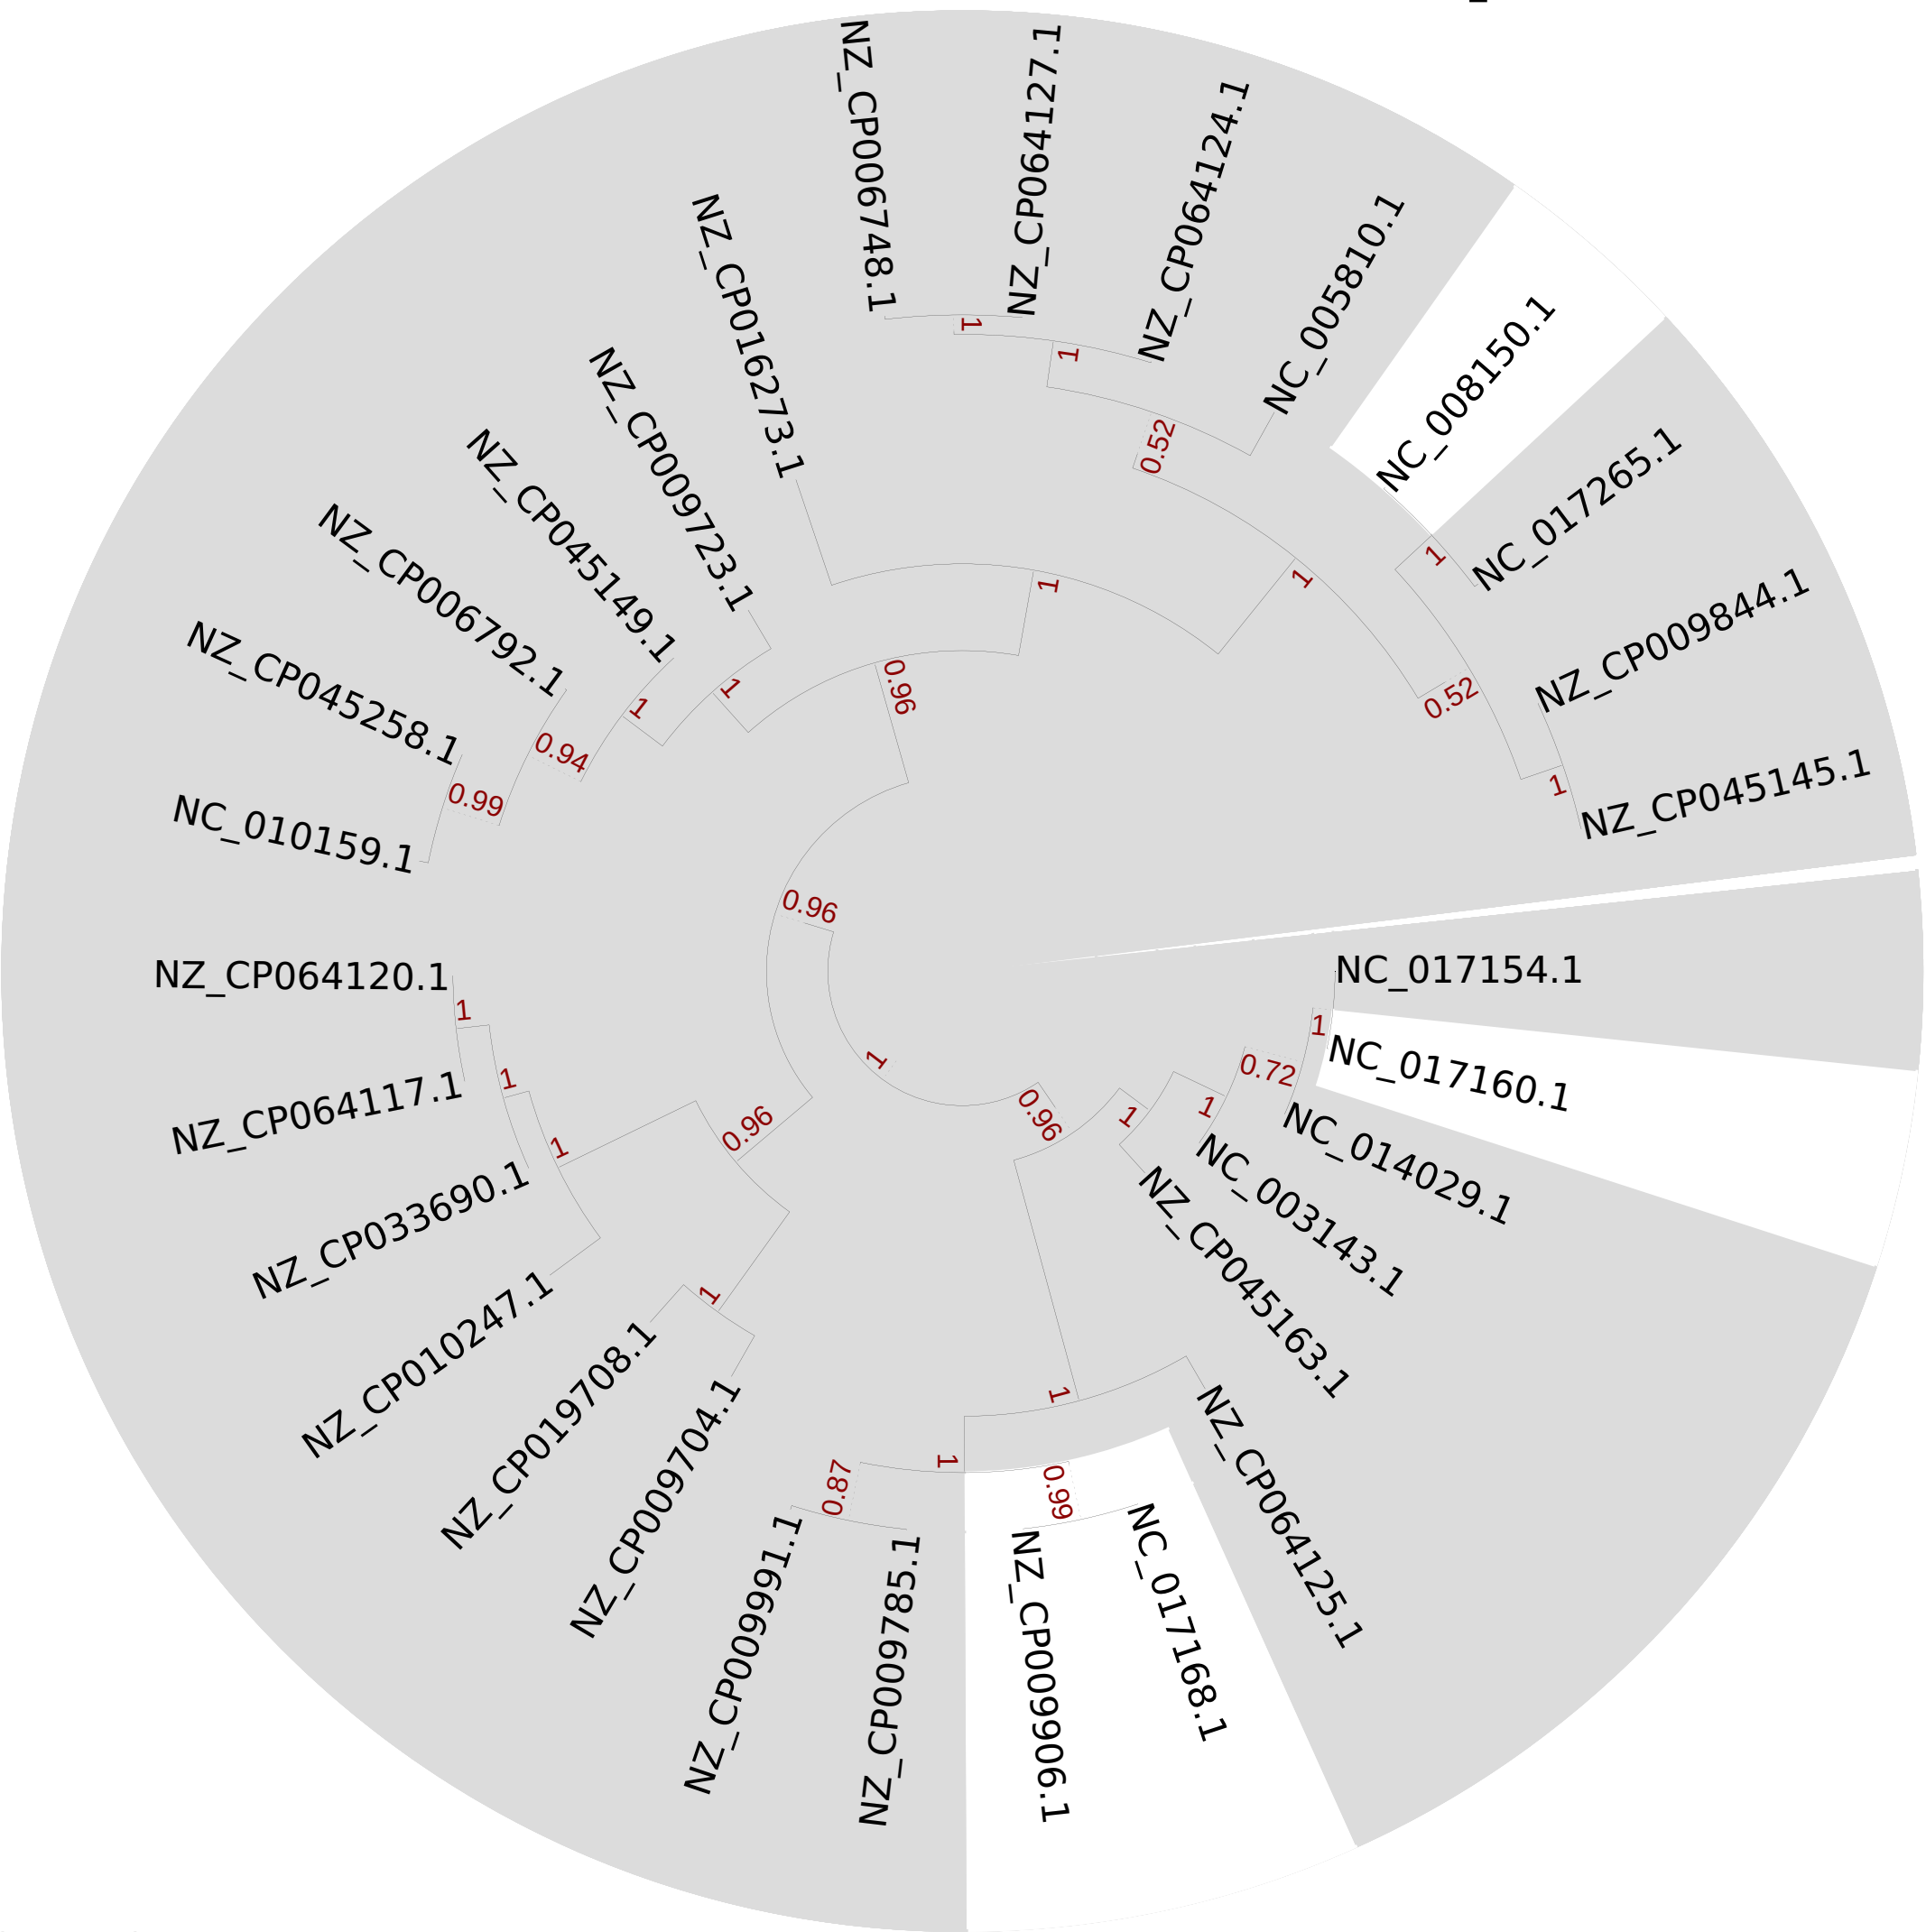 NZ_CP006748.1
NZ_CP064127.1
NZ_CP064124.1
NC_005810.1
NC_008150.1
NC_017265.1
NZ_CP009844.1
NZ_CP045145.1
NC_017154.1
NC_017160.1
NC_014029.1
NC_003143.1
NZ_CP045163.1
NZ_CP064125.1
NC_017168.1
NZ_CP009906.1
NZ_CP009785.1
NZ_CP009991.1
NZ_CP009704.1
NZ_CP019708.1
NZ_CP010247.1
NZ_CP033690.1
NZ_CP064117.1
NZ_CP064120.1
NC_010159.1
NZ_CP045258.1
NZ_CP006792.1
NZ_CP045149.1
NZ_CP009723.1
NZ_CP016273.1
1
1
0.52
1
1
0.52
1
1
0.96
1
1
0.94
0.99
0.96
1
0.96
1
1
1
0.96
1
1
0.72
1
1
1
0.99
0.87
1